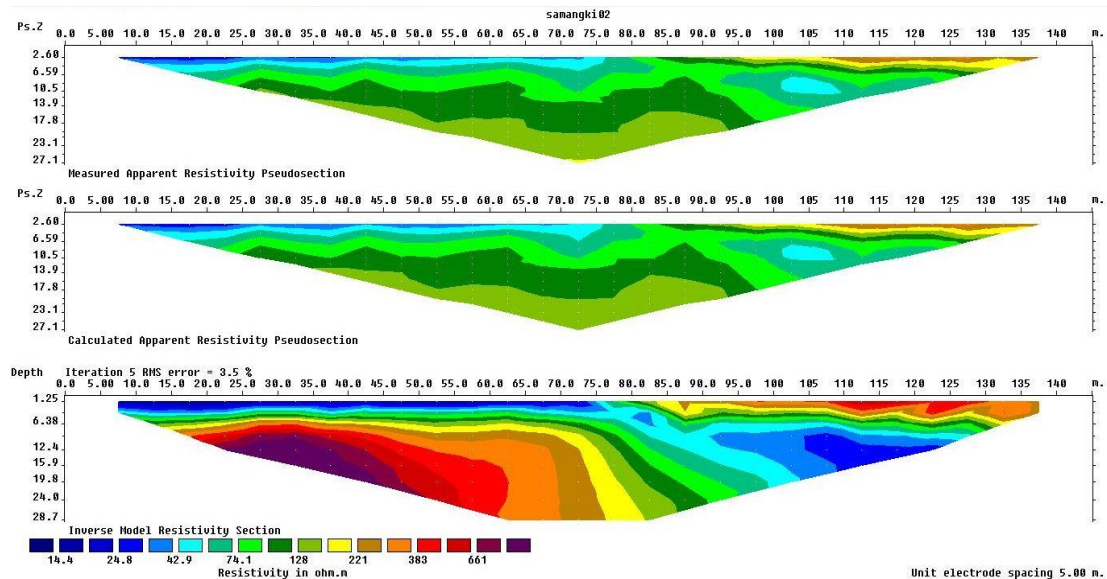 samangki02
Ps.Z
0.0 5.00 10.0 15.0 20.0 25.0 30.0 35.0 40.0 45.0 50.0 55.0 60.0 65.0 70.0 75.0 80.0 85.0 90.0 95.0 100 105 110 115 120 125 130 135 140 m.
2.60
6.59
10.5
13.9
17.8
23.1
27.1
Measured Apparent Resistivity Pseudosection
Ps.Z
0.0 5.00 10.0 15.0 20.0 25.0 30.0 35.0 40.0 45.0 50.0 55.0 60.0 65.0 70.0 75.0 80.0 85.0 90.0 95.0 100 105 110 115 120 125 130 135 140 m.
2.60
6.59
10.5
13.9
17.8
23.1
27.1
Calculated Apparent Resistivity Pseudosection
Depth Iteration 5 RMS error = 3.5 %
0.0 5.00 10.0 15.0 20.0 25.0 30.0 35.0 40.0 45.0 50.0 55.0 60.0 65.0 70.0 75.0 80.0 85.0 90.0 95.0 100 105 110 115 120 125 130 135 140 m.
1.25
6.38
12.4
15.9
19.8
24.0
28.7
Inverse Model Resistivity Section
14.4 24.8 42.9 74.1 128 221 383 661
Resistivity in ohm.m
Unit electrode spacing 5.00 m.